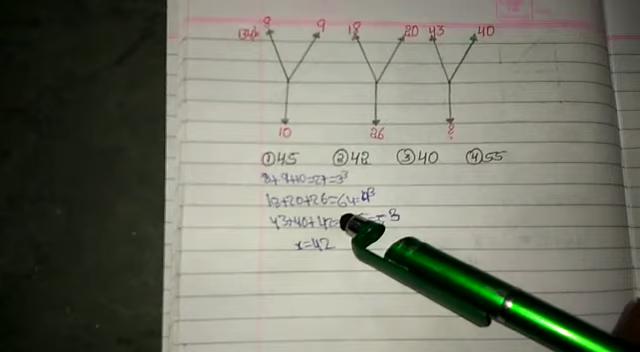 8 9 18 20 43 40
10 26 ?
①45 ②42 ③40 ④55
8+9+10=27=3³
18+20+26=64=4³
43+40+42=
x=42